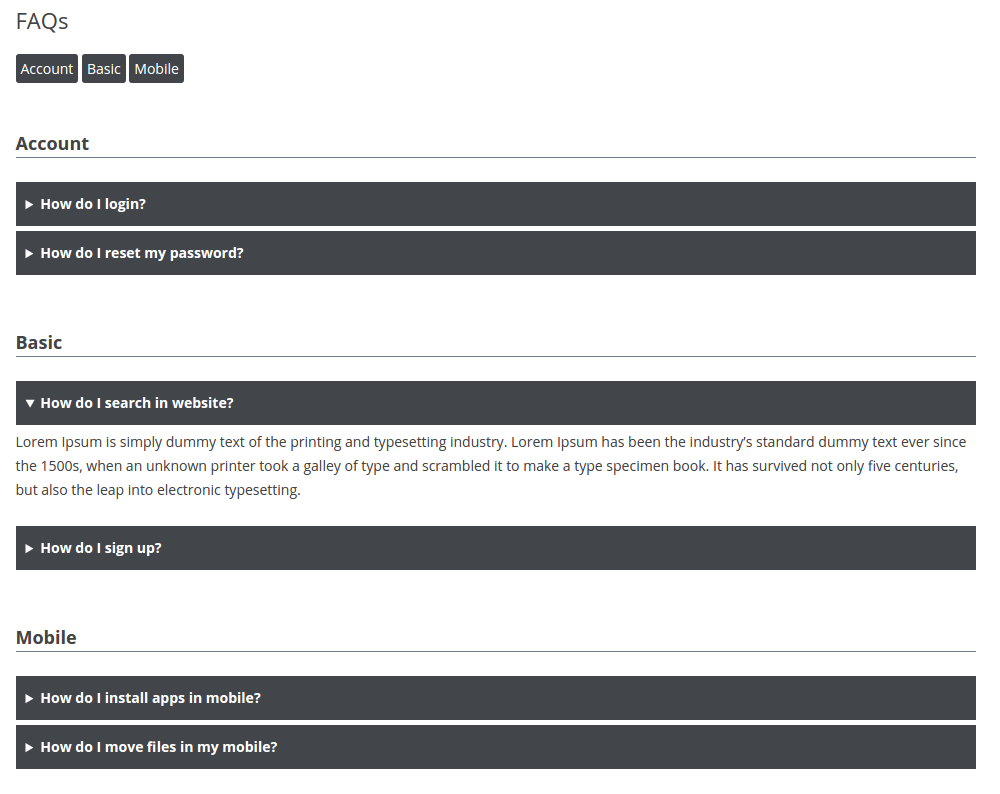 FAQs
Account Basic Mobile
Account
How do I login?
How do I reset my password?
Basic
How do I search in website?
Lorem Ipsum is simply dummy text of the printing and typesetting industry. Lorem Ipsum has been the industry’s standard dummy text ever since
the 1500s, when an unknown printer took a galley of type and scrambled it to make a type specimen book. It has survived not only five centuries,
but also the leap into electronic typesetting.
How do I sign up?
Mobile
How do I install apps in mobile?
How do I move files in my mobile?